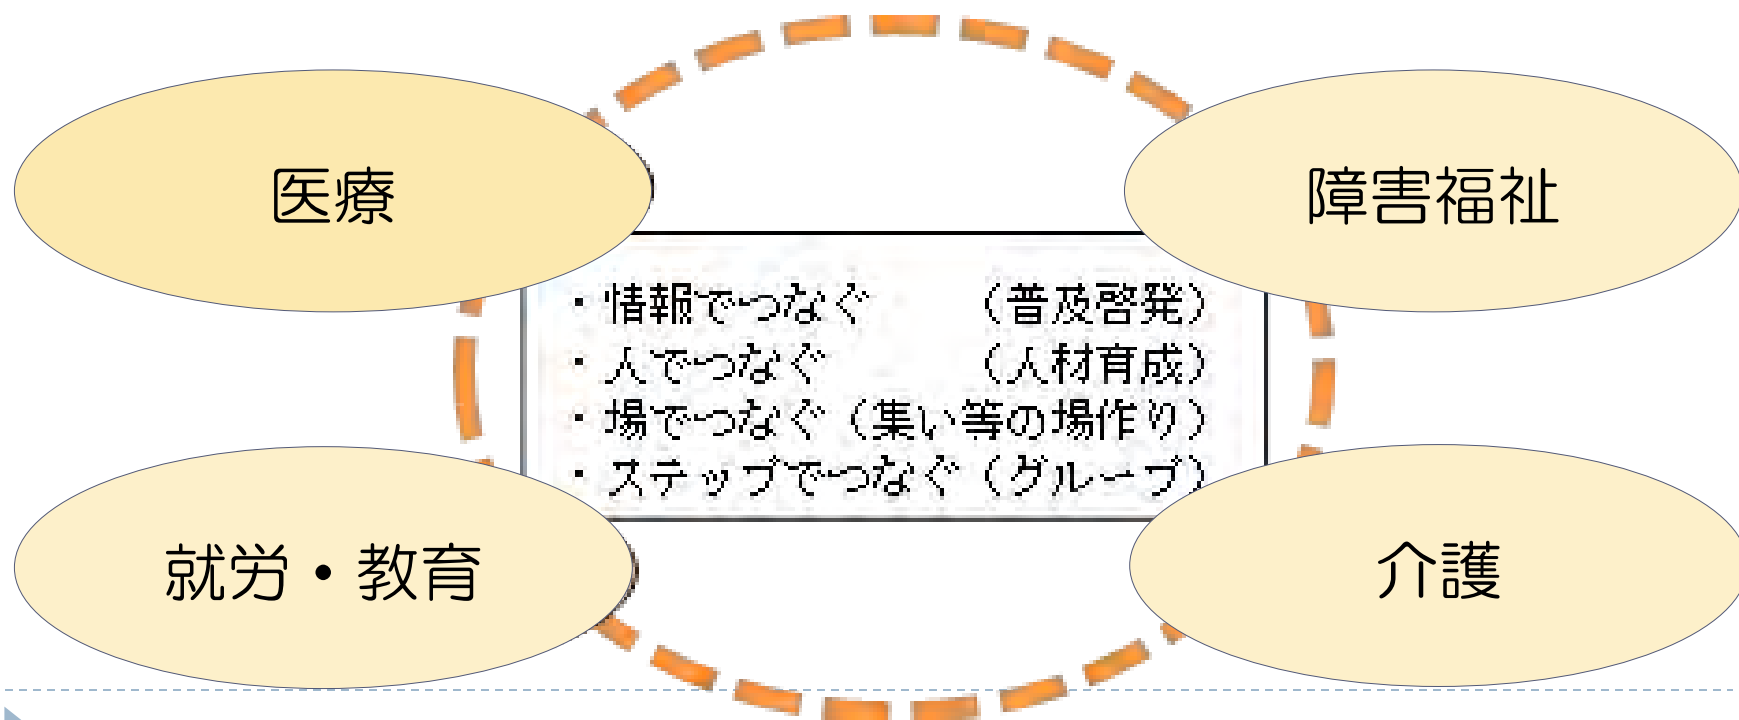 医療
障害福祉
・情報でつなぐ　　（普及啓発）
・人でつなぐ　　　（人材育成）
・場でつなぐ（集い等の場作り）
・ステップでつなぐ（グループ）
就労・教育
介護